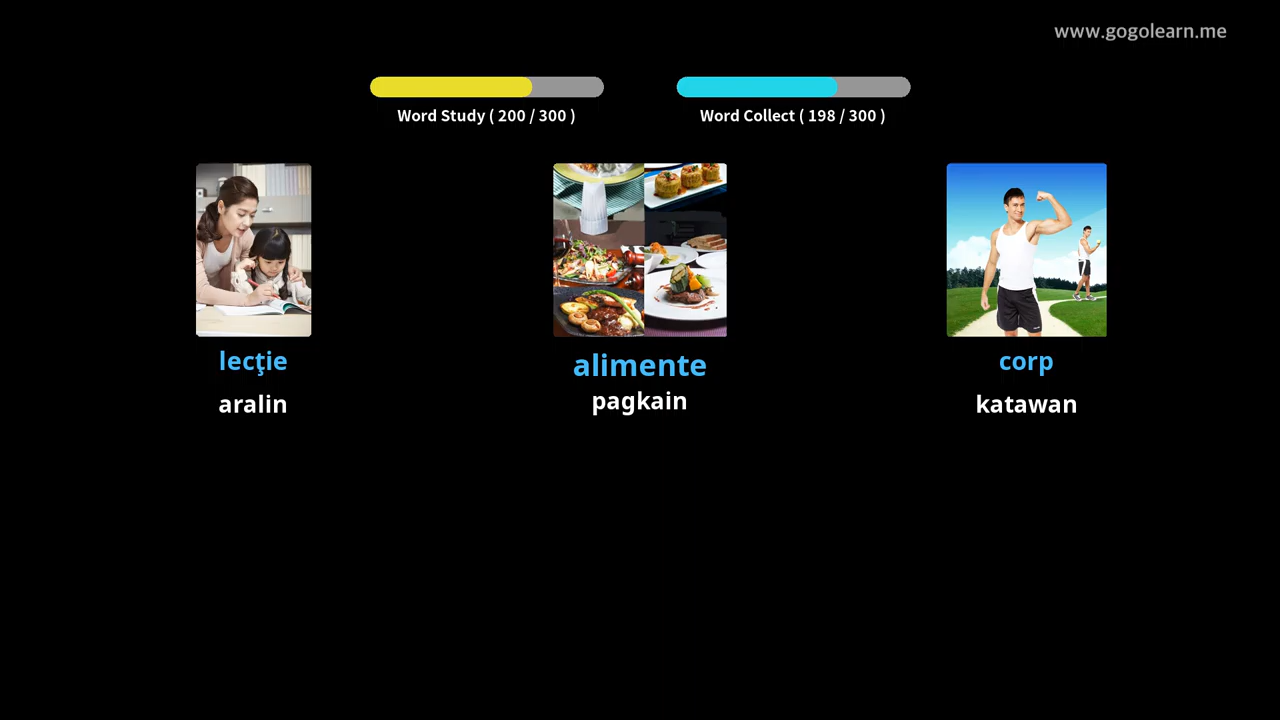 www.gogolearn.me
Word Study ( 200 / 300 )
Word Collect ( 198 / 300 )
lecţie
aralin
alimente
pagkain
corp
katawan